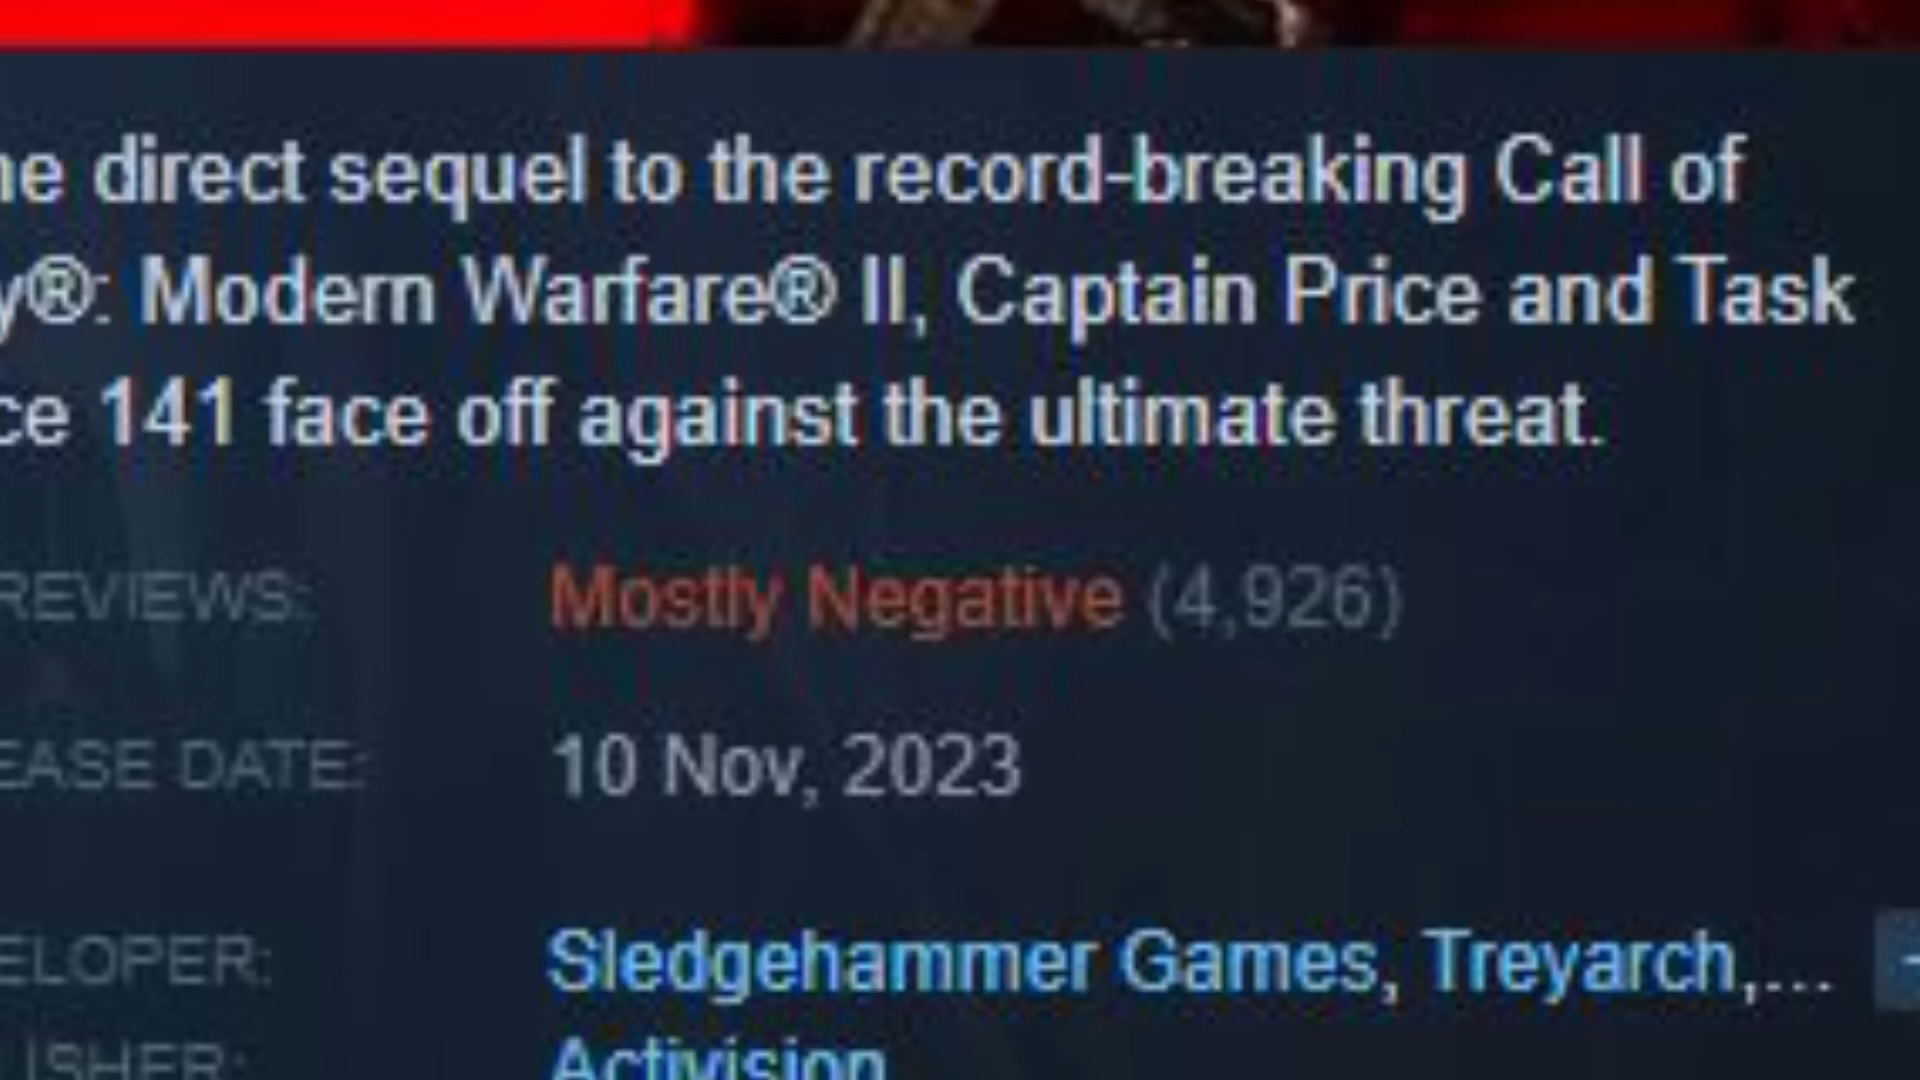 he direct sequel to the record-breaking Call of
y®: Modern Warfare® II, Captain Price and Task
ce 141 face off against the ultimate threat.
REVIEWS: Mostly Negative (4,926)
EASE DATE: 10 Nov, 2023
ELOPER: Sledgehammer Games, Treyarch,...
LISHER: Activision